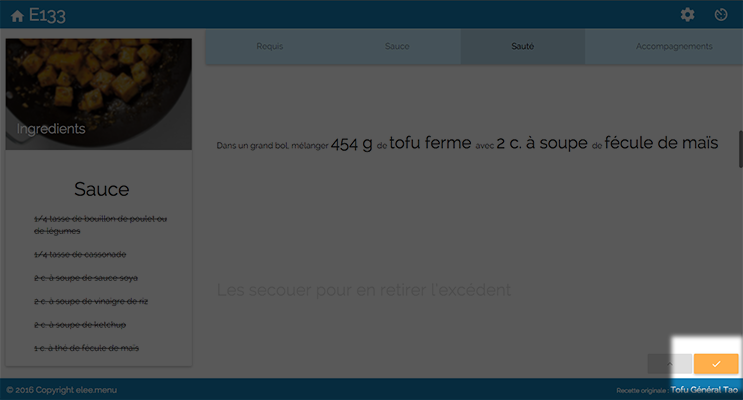 E133
Requis
Sauce
Sauté
Accompagnements
Ingrédients
Sauce
1/4 tasse de bouillon de poulet ou
de légumes
1/4 tasse de cassonade
2 c. à soupe de sauce soya
2 c. à soupe de vinaigre de riz
2 c. à soupe de ketchup
1 c. à thé de fécule de maïs
Dans un grand bol, mélanger 454 g de tofu ferme avec 2 c. à soupe de fécule de maïs
Les secouer pour en retirer l'excédent
© 2016 Copyright elee.menu
Recette originale : Tofu Général Tao